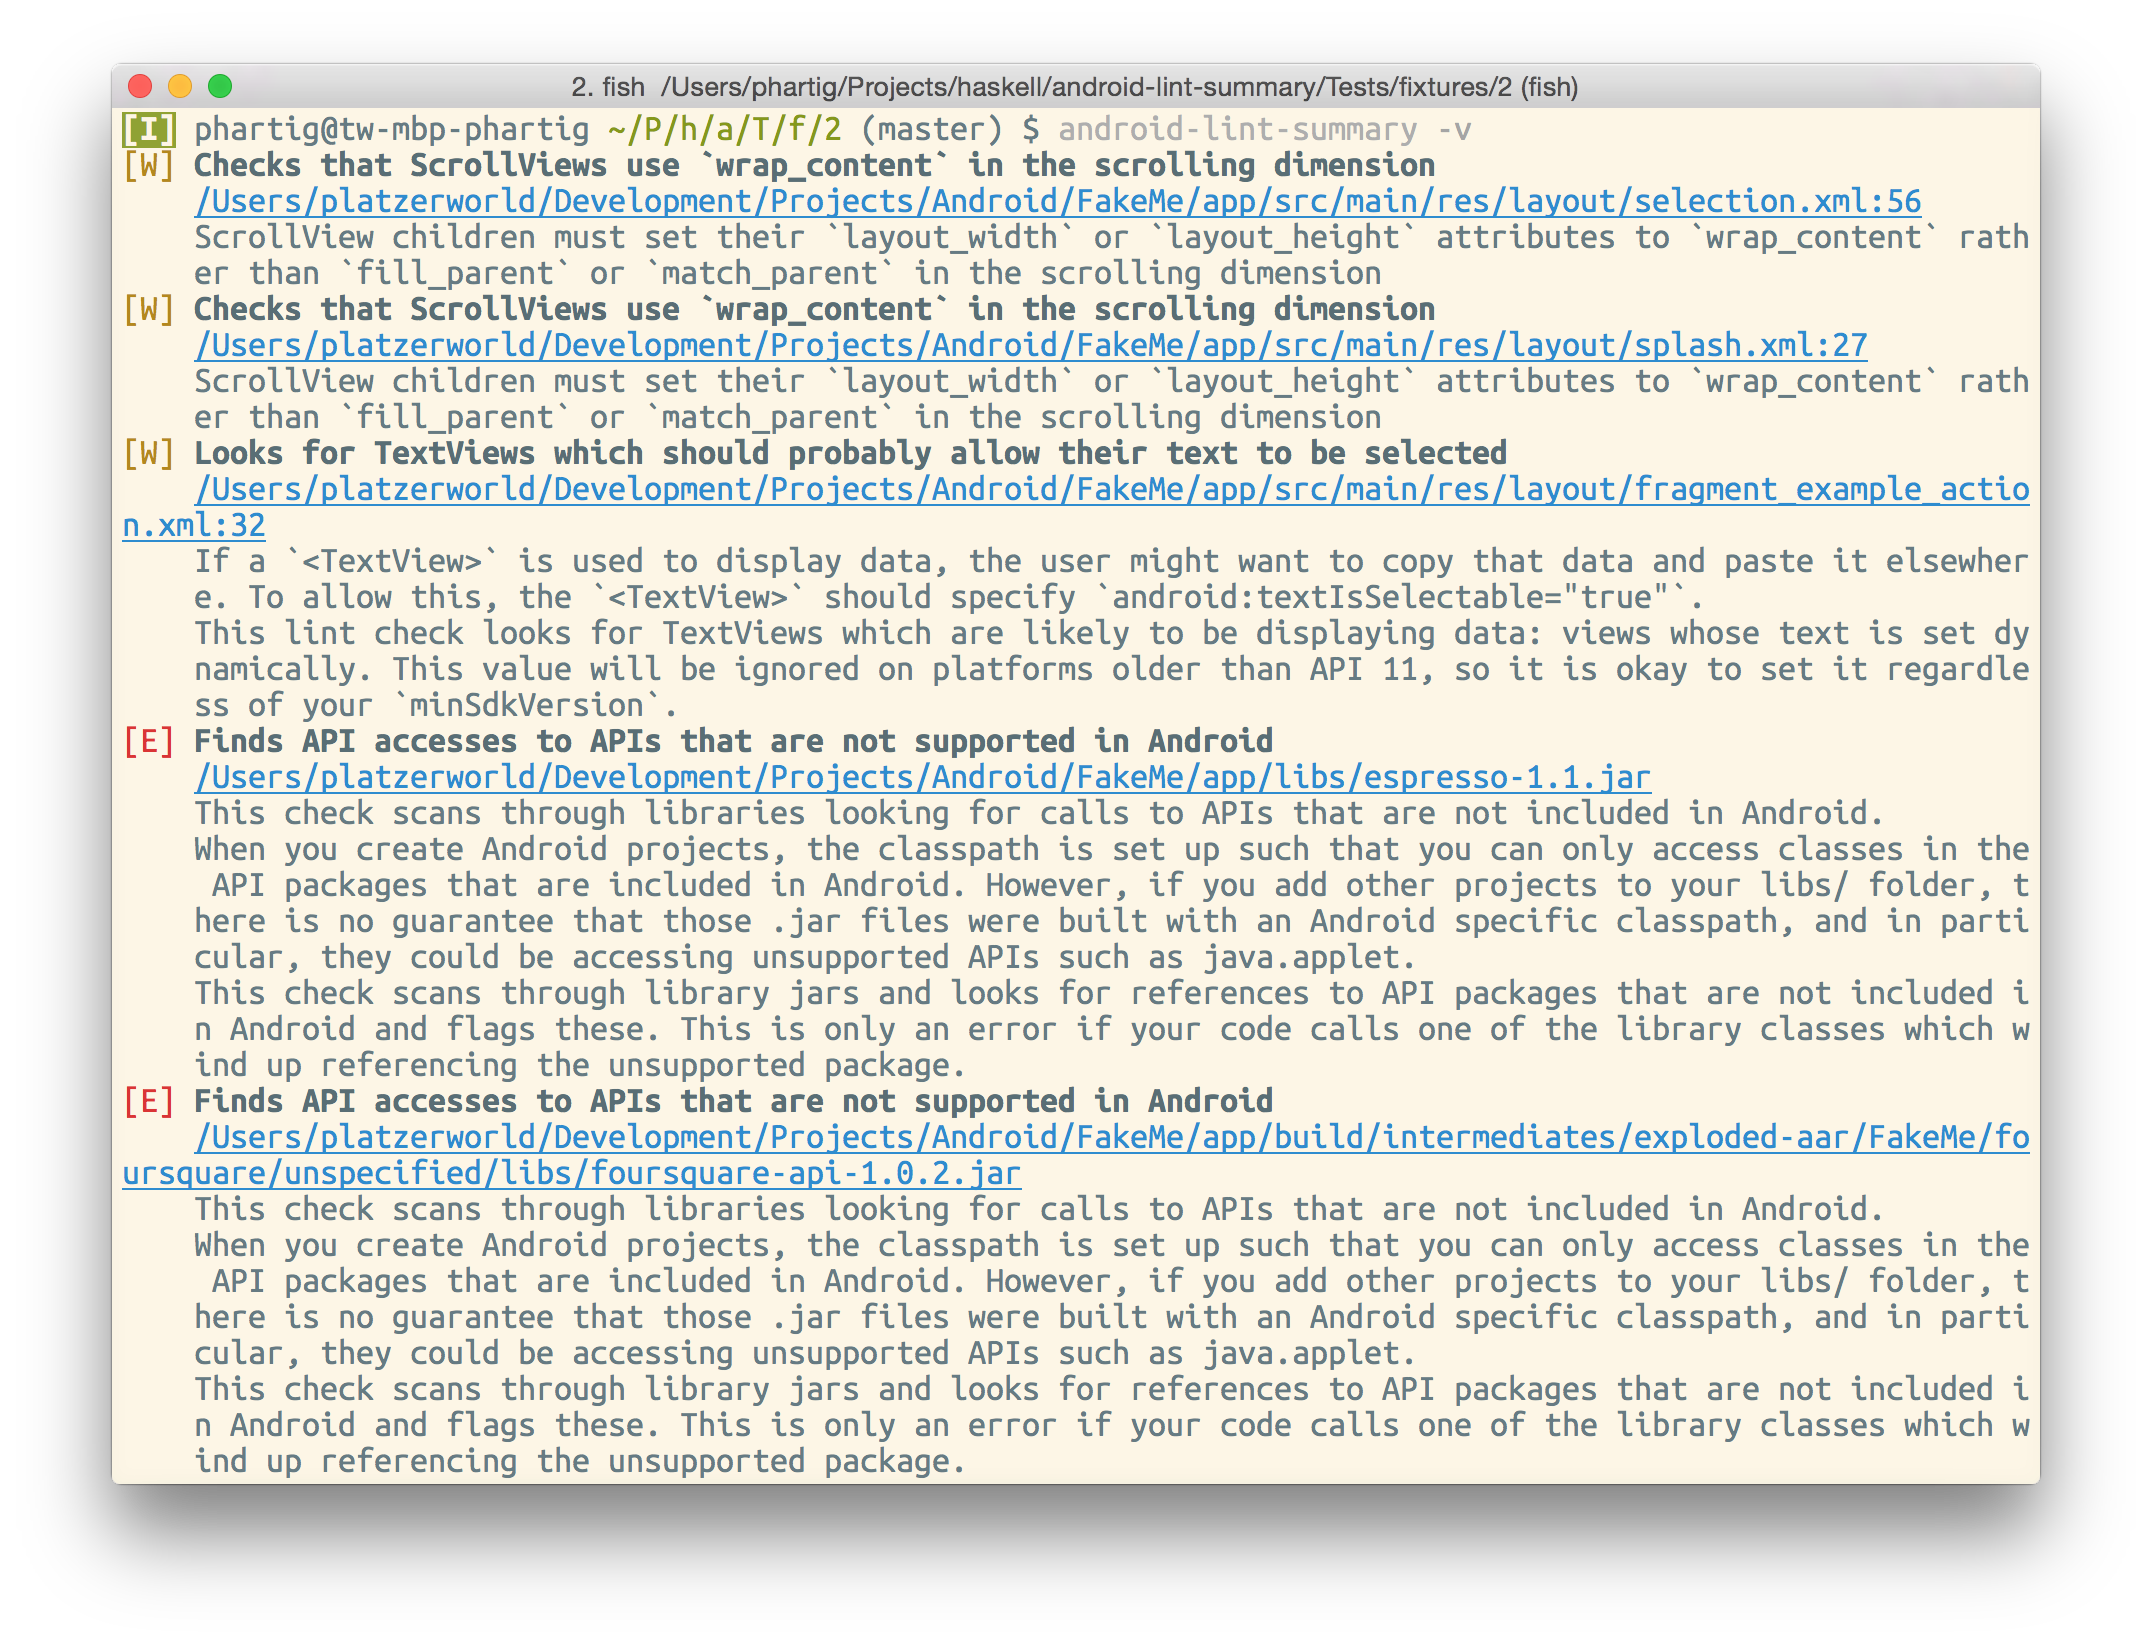 2. fish  /Users/phartig/Projects/haskell/android-lint-summary/Tests/fixtures/2 (fish)
[I] phartig@tw-mbp-phartig ~/P/h/a/T/f/2 (master) $ android-lint-summary -v
[W] Checks that ScrollViews use `wrap_content` in the scrolling dimension
    /Users/platzerworld/Development/Projects/Android/FakeMe/app/src/main/res/layout/selection.xml:56
    ScrollView children must set their `layout_width` or `layout_height` attributes to `wrap_content` rath
    er than `fill_parent` or `match_parent` in the scrolling dimension
[W] Checks that ScrollViews use `wrap_content` in the scrolling dimension
    /Users/platzerworld/Development/Projects/Android/FakeMe/app/src/main/res/layout/splash.xml:27
    ScrollView children must set their `layout_width` or `layout_height` attributes to `wrap_content` rath
    er than `fill_parent` or `match_parent` in the scrolling dimension
[W] Looks for TextViews which should probably allow their text to be selected
    /Users/platzerworld/Development/Projects/Android/FakeMe/app/src/main/res/layout/fragment_example_actio
n.xml:32
    If a `<TextView>` is used to display data, the user might want to copy that data and paste it elsewher
    e. To allow this, the `<TextView>` should specify `android:textIsSelectable="true"`.
    This lint check looks for TextViews which are likely to be displaying data: views whose text is set dy
    namically. This value will be ignored on platforms older than API 11, so it is okay to set it regardle
    ss of your `minSdkVersion`.
[E] Finds API accesses to APIs that are not supported in Android
    /Users/platzerworld/Development/Projects/Android/FakeMe/app/libs/espresso-1.1.jar
    This check scans through libraries looking for calls to APIs that are not included in Android.
    When you create Android projects, the classpath is set up such that you can only access classes in the
     API packages that are included in Android. However, if you add other projects to your libs/ folder, t
    here is no guarantee that those .jar files were built with an Android specific classpath, and in parti
    cular, they could be accessing unsupported APIs such as java.applet.
    This check scans through library jars and looks for references to API packages that are not included i
    n Android and flags these. This is only an error if your code calls one of the library classes which w
    ind up referencing the unsupported package.
[E] Finds API accesses to APIs that are not supported in Android
    /Users/platzerworld/Development/Projects/Android/FakeMe/app/build/intermediates/exploded-aar/FakeMe/fo
ursquare/unspecified/libs/foursquare-api-1.0.2.jar
    This check scans through libraries looking for calls to APIs that are not included in Android.
    When you create Android projects, the classpath is set up such that you can only access classes in the
     API packages that are included in Android. However, if you add other projects to your libs/ folder, t
    here is no guarantee that those .jar files were built with an Android specific classpath, and in parti
    cular, they could be accessing unsupported APIs such as java.applet.
    This check scans through library jars and looks for references to API packages that are not included i
    n Android and flags these. This is only an error if your code calls one of the library classes which w
    ind up referencing the unsupported package.